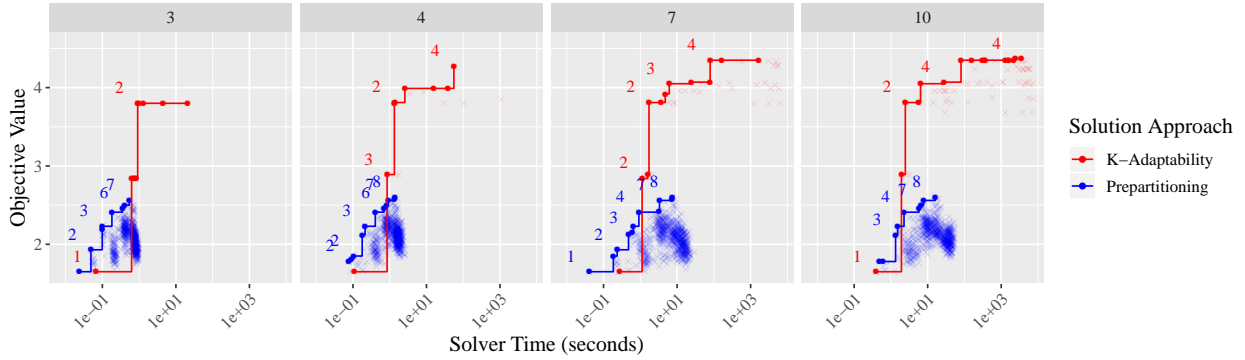 3 4 7 10
Objective Value
4
3
2
1 2 2 3 6 7 2
2 2 3 6 7 8 3 2 4
1 2 3 4 7 8 2 2 3 4
1 3 4 7 8 2 4 4
1e−01 1e+01 1e+03 1e−01 1e+01 1e+03 1e−01 1e+01 1e+03 1e−01 1e+01 1e+03
Solver Time (seconds)
Solution Approach
K−Adaptability
Prepartitioning